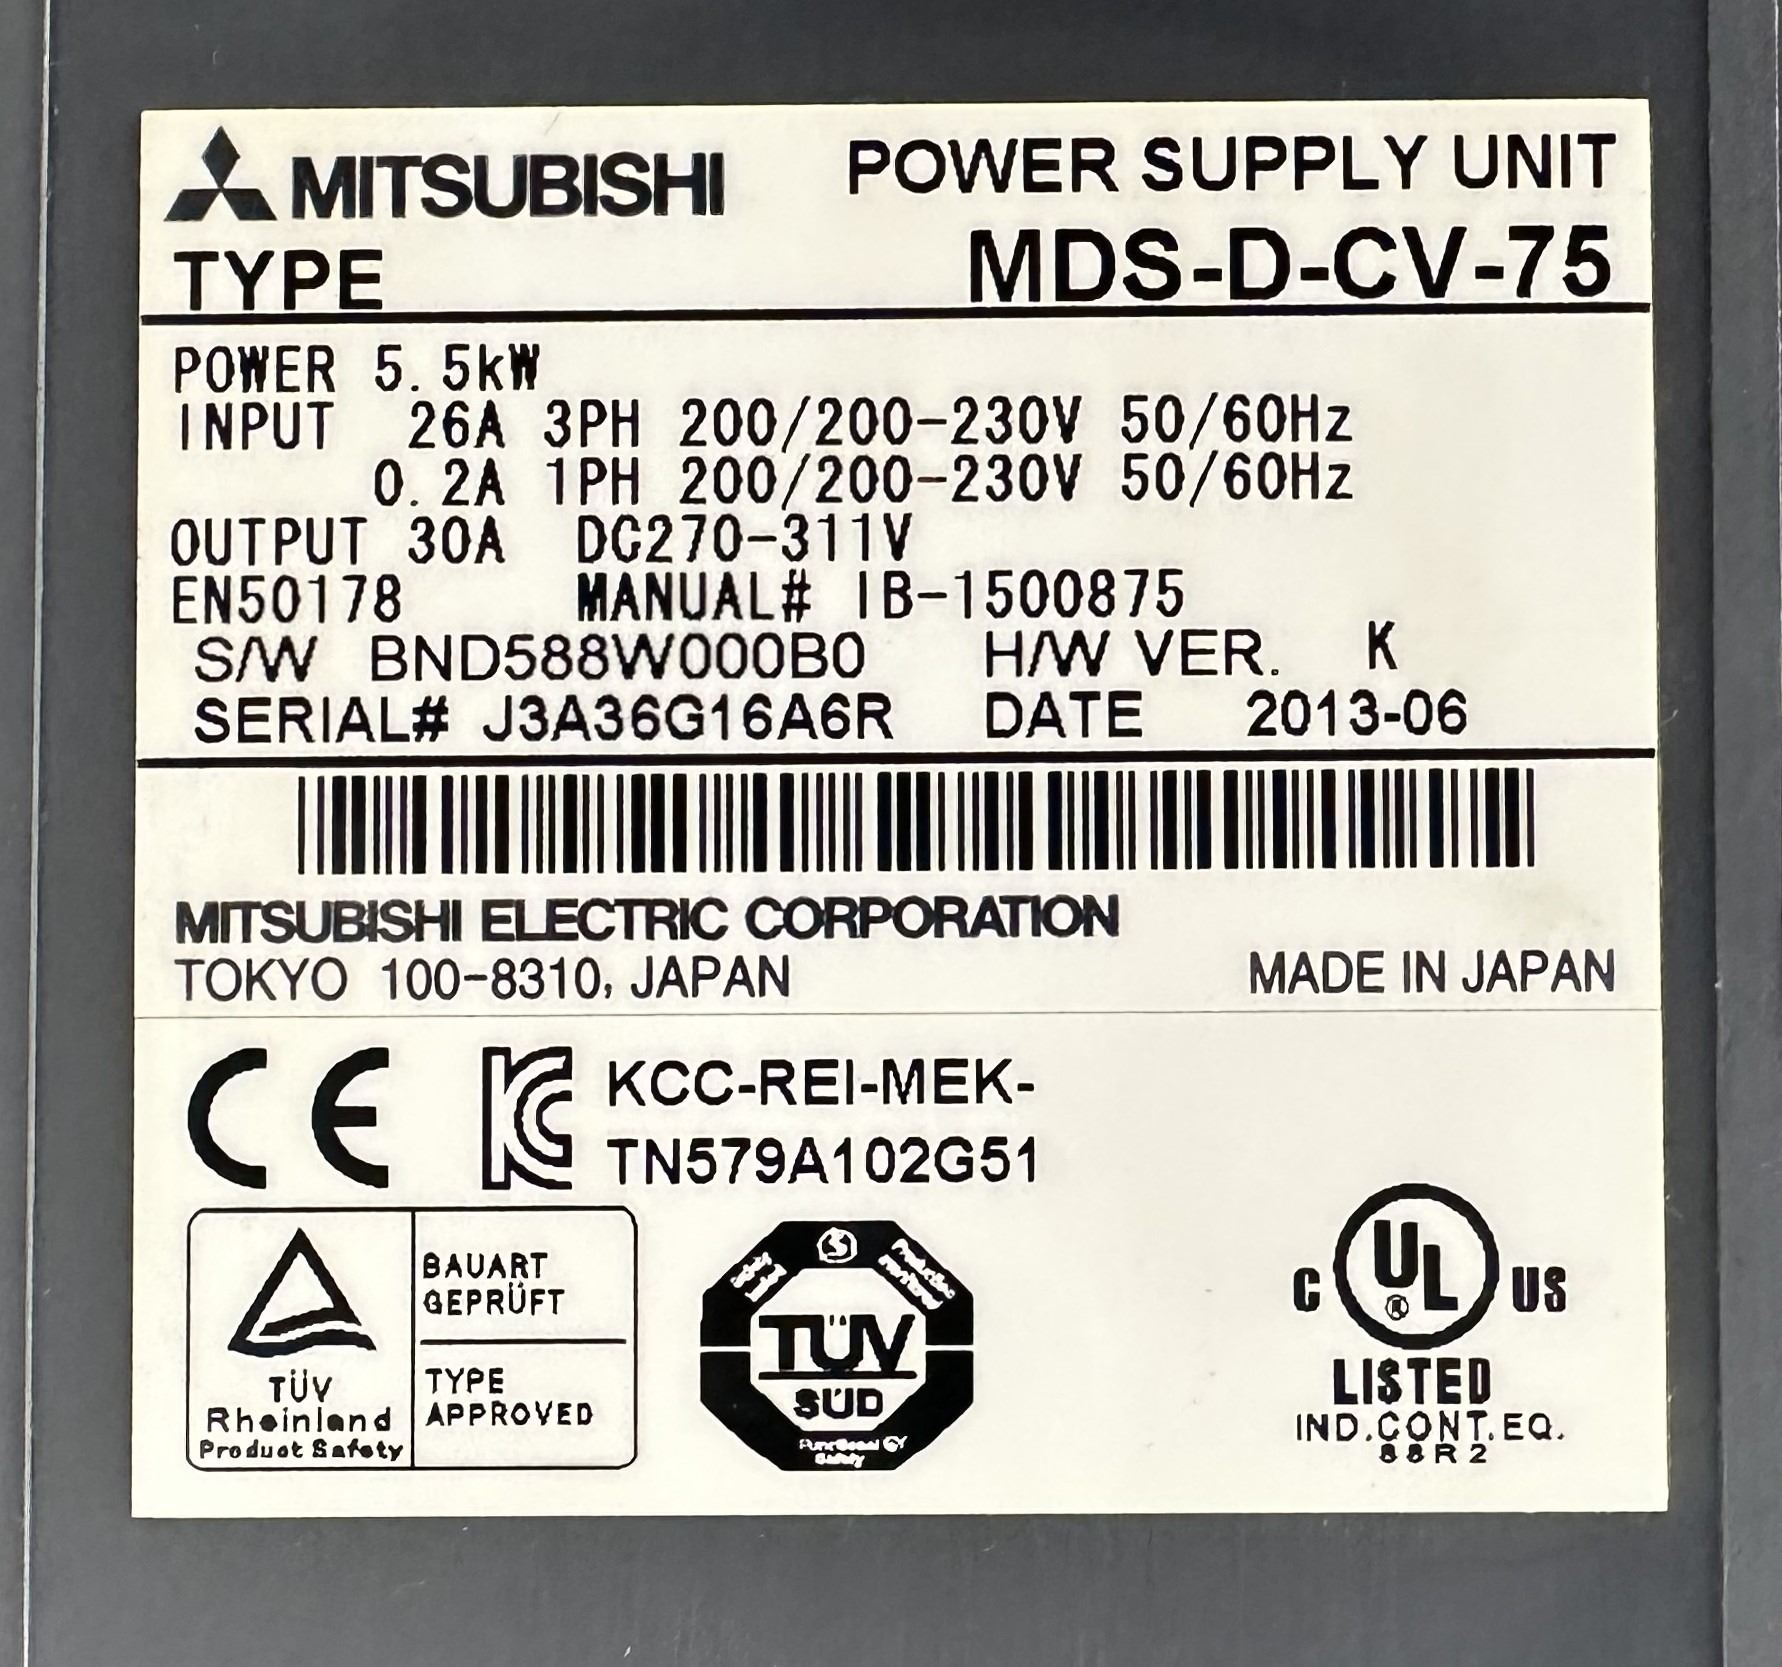 MITSUBISHI POWER SUPPLY UNIT
TYPE MDS-D-CV-75
POWER 5.5kW
INPUT 26A 3PH 200/200-230V 50/60Hz
0.2A 1PH 200/200-230V 50/60Hz
OUTPUT 30A DC270-311V
EN50178 MANUAL# IB-1500875
S/W BND588W000B0 H/W VER. K
SERIAL# J3A36G16A6R DATE 2013-06
MITSUBISHI ELECTRIC CORPORATION
TOKYO 100-8310, JAPAN MADE IN JAPAN
CE KC KCC-REI-MEK-
TN579A102G51
BAUART
GEPRÜFT
TYPE
APPROVED
TÜV
Rheinland
Product Safety
TÜV
SÜD
Functional
Safety
C UL® US
LISTED
IND.CONT.EQ.
88R2